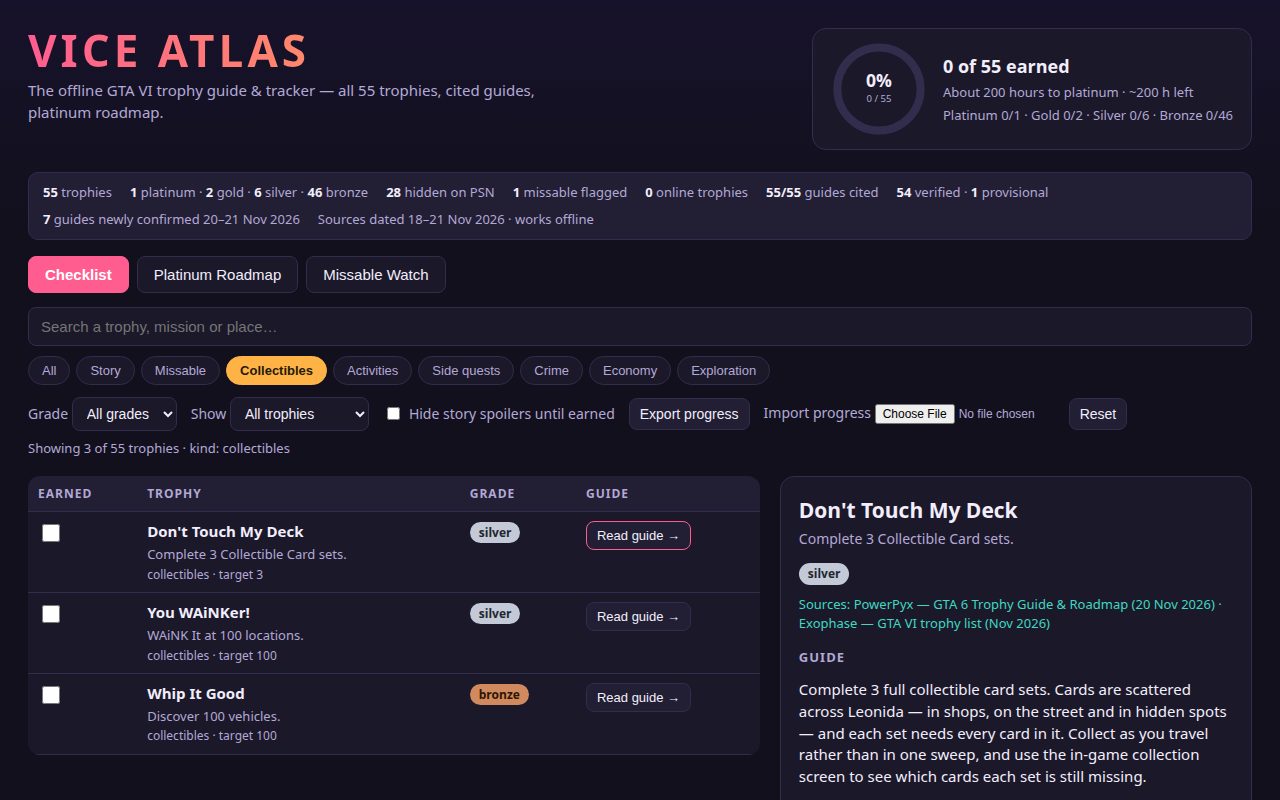 VICE ATLAS
The offline GTA VI trophy guide & tracker — all 55 trophies, cited guides,
platinum roadmap.
0%
0 / 55
0 of 55 earned
About 200 hours to platinum · ~200 h left
Platinum 0/1 · Gold 0/2 · Silver 0/6 · Bronze 0/46
55 trophies 1 platinum · 2 gold · 6 silver · 46 bronze 28 hidden on PSN 1 missable flagged 0 online trophies 55/55 guides cited 54 verified · 1 provisional
7 guides newly confirmed 20–21 Nov 2026 Sources dated 18–21 Nov 2026 · works offline
Checklist Platinum Roadmap Missable Watch
Search a trophy, mission or place…
All Story Missable Collectibles Activities Side quests Crime Economy Exploration
Grade All grades Show All trophies Hide story spoilers until earned Export progress Import progress Choose File No file chosen Reset
Showing 3 of 55 trophies · kind: collectibles
EARNED TROPHY GRADE GUIDE
Don't Touch My Deck silver Read guide →
Complete 3 Collectible Card sets.
collectibles · target 3
You WAiNKer! silver Read guide →
WAiNK It at 100 locations.
collectibles · target 100
Whip It Good bronze Read guide →
Discover 100 vehicles.
collectibles · target 100
Don't Touch My Deck
Complete 3 Collectible Card sets.
silver
Sources: PowerPyx — GTA 6 Trophy Guide & Roadmap (20 Nov 2026) ·
Exophase — GTA VI trophy list (Nov 2026)
GUIDE
Complete 3 full collectible card sets. Cards are scattered
across Leonida — in shops, on the street and in hidden spots
— and each set needs every card in it. Collect as you travel
rather than in one sweep, and use the in-game collection
screen to see which cards each set is still missing.